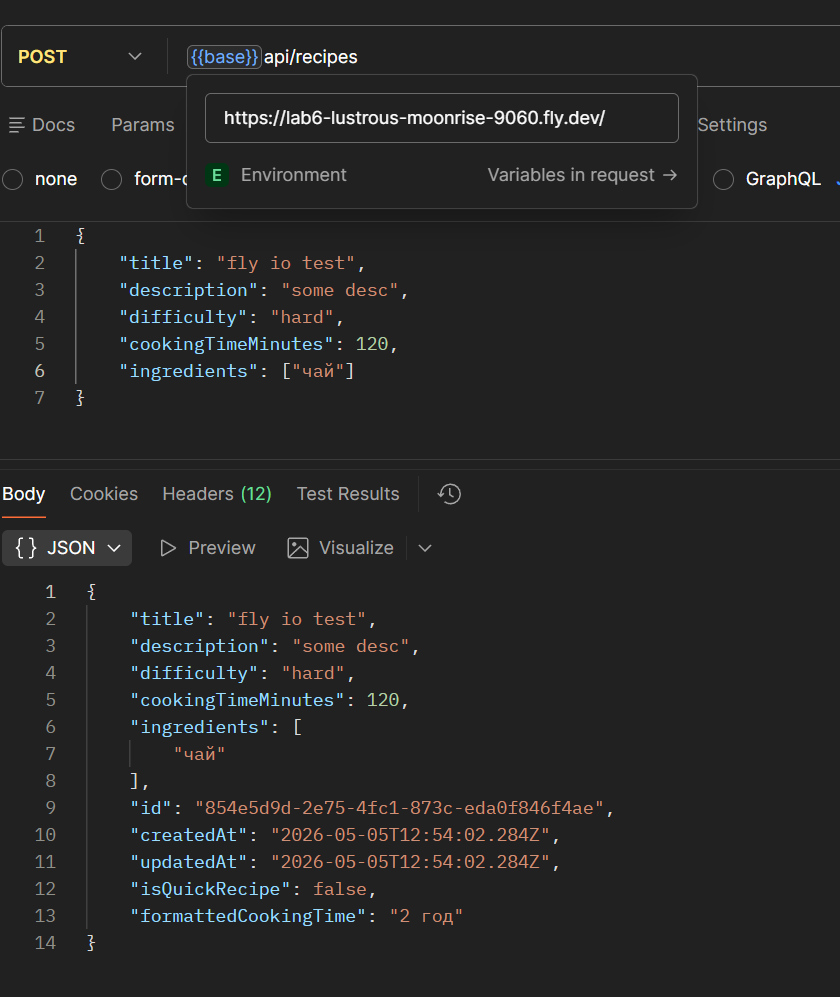 POST {{base}}api/recipes
https://lab6-lustrous-moonrise-9060.fly.dev/
Docs Params Settings
E Environment Variables in request →
none form-d GraphQL
1 {
2 "title": "fly io test",
3 "description": "some desc",
4 "difficulty": "hard",
5 "cookingTimeMinutes": 120,
6 "ingredients": ["чай"]
7 }
Body Cookies Headers (12) Test Results
{} JSON Preview Visualize
1 {
2 "title": "fly io test",
3 "description": "some desc",
4 "difficulty": "hard",
5 "cookingTimeMinutes": 120,
6 "ingredients": [
7 "чай"
8 ],
9 "id": "854e5d9d-2e75-4fc1-873c-eda0f846f4ae",
10 "createdAt": "2026-05-05T12:54:02.284Z",
11 "updatedAt": "2026-05-05T12:54:02.284Z",
12 "isQuickRecipe": false,
13 "formattedCookingTime": "2 год"
14 }